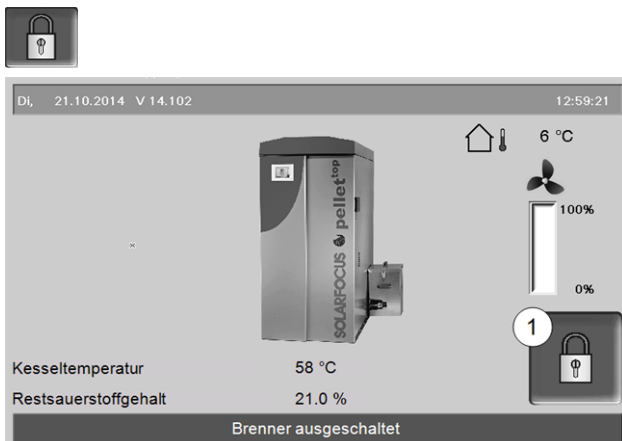 Di, 21.10.2014 V 14.102 12:59:21
6 °C
100%
0%
SOLARFOCUS pellet top
1
Kesseltemperatur 58 °C
Restsauerstoffgehalt 21.0 %
Brenner ausgeschaltet